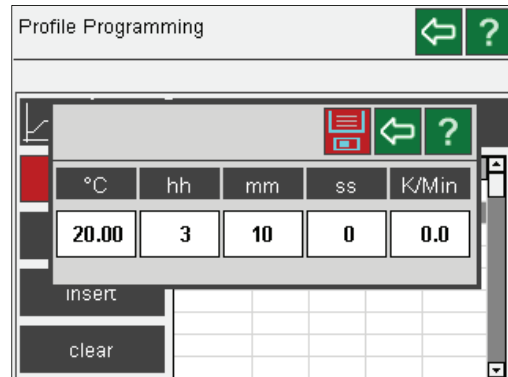 Profile Programming
?
?
°C hh mm ss K/Min
20.00 3 10 0 0.0
insert
clear